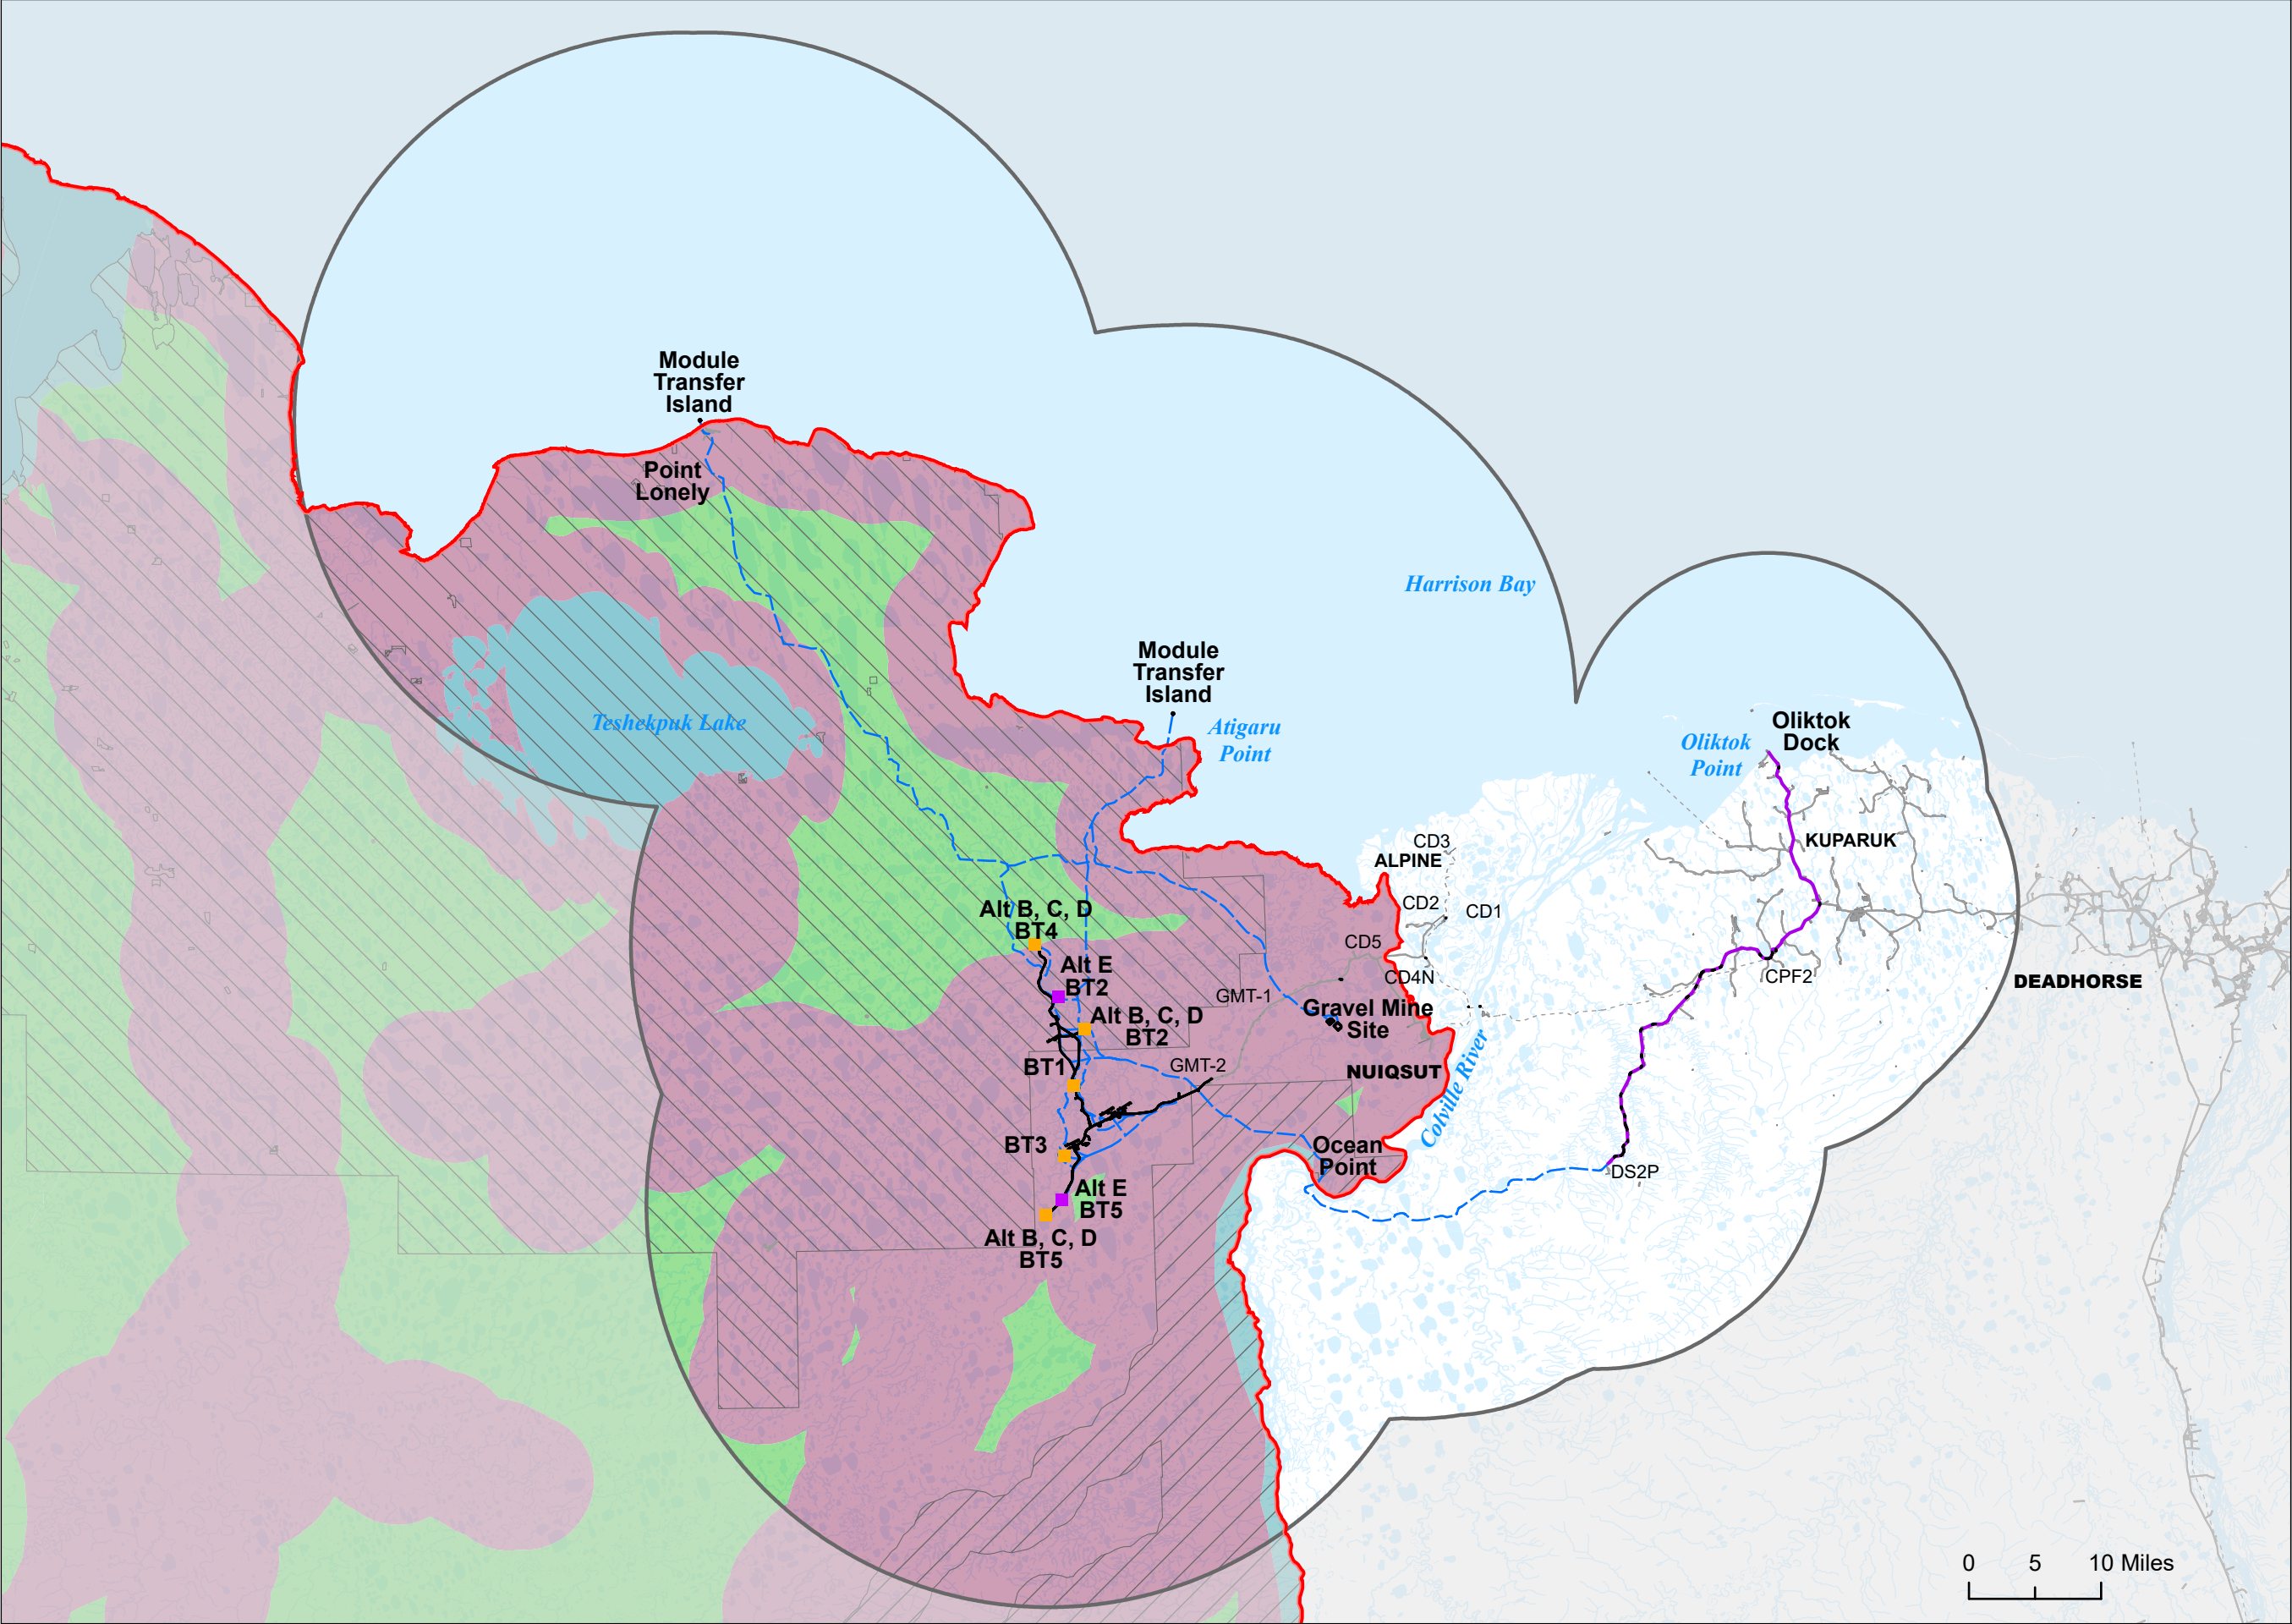 Module
Transfer
Island
Point
Lonely
Harrison Bay
Module
Transfer
Island
Teshekpuk Lake
Atigaru
Point
Oliktok
Dock
Oliktok
Point
KUPARUK
CD3
ALPINE
CD2
CD1
Alt B, C, D
BT4
CD5
Alt E
BT2
CD4N
CPF2
DEADHORSE
GMT-1
Gravel Mine
Site
Alt B, C, D
BT2
BT1
GMT-2
NUIQSUT
Colville River
BT3
Ocean
Point
DS2P
Alt E
BT5
Alt B, C, D
BT5
0 5 10 Miles